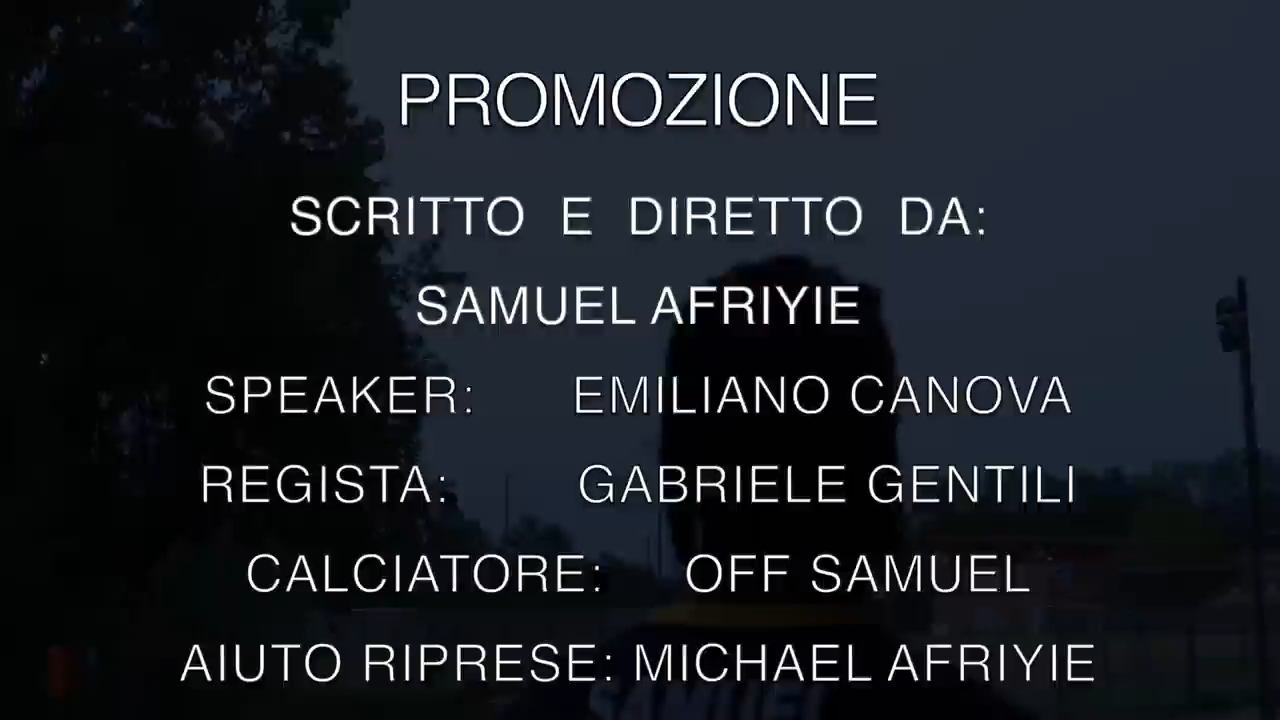 PROMOZIONE
SCRITTO E DIRETTO DA:
SAMUEL AFRIYIE
SPEAKER: EMILIANO CANOVA
REGISTA: GABRIELE GENTILI
CALCIATORE: OFF SAMUEL
AIUTO RIPRESE: MICHAEL AFRIYIE
SAMUEL